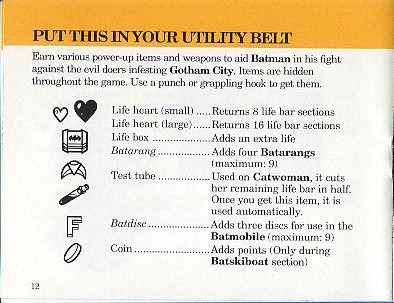 PUT THIS IN YOUR UTILITY BELT
Earn various power-up items and weapons to aid Batman in his fight
against the evil doers infesting Gotham City. Items are hidden
throughout the game. Use a punch or grappling hook to get them.
Life heart (small) .....Returns 8 life bar sections
Life heart (large).....Returns 16 life bar sections
Life box ..................Adds an extra life
Batarang ..................Adds four Batarangs
(maximum: 9)
Test tube ..................Used on Catwoman, it cuts
her remaining life bar in half.
Once you get this item, it is
used automatically.
F
Batdisc .....................Adds three discs for use in the
Batmobile (maximum: 9)
Coin ..........................Adds points (Only during
Batskiboat section)
12